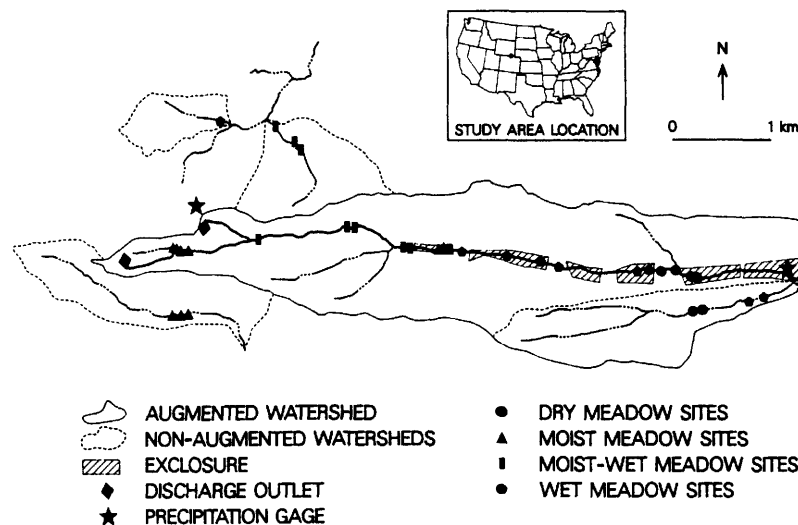 STUDY AREA LOCATION
N
0 1 km
AUGMENTED WATERSHED
NON-AUGMENTED WATERSHEDS
EXCLOSURE
DISCHARGE OUTLET
PRECIPITATION GAGE
DRY MEADOW SITES
MOIST MEADOW SITES
MOIST-WET MEADOW SITES
WET MEADOW SITES